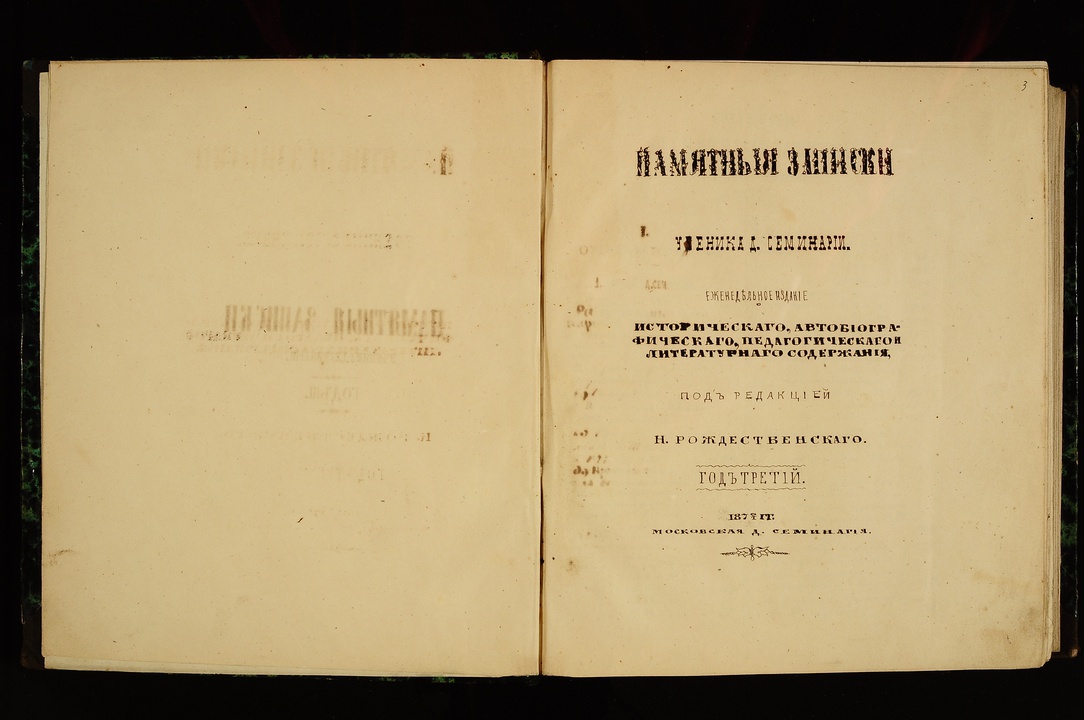 3
ПАМЯТНЫЯ ЗАПИСКИ
УЧЕНИКА Д. СЕМИНАРІИ.
ЕЖЕНЕДѢЛЬНОЕ ИЗДАНІЕ
ИСТОРИЧЕСКАГО, АВТОБІОГРА-
ФИЧЕСКАГО, ПЕДАГОГИЧЕСКАГО И
ЛИТЕРАТУРНАГО СОДЕРЖАНІЯ,
ПОДЪ РЕДАКЦІЕЙ
Н. РОЖДЕСТВЕНСКАГО.
ГОДЪ ТРЕТІЙ.
МОСКОВСКАЯ Д. СЕМИНАРІЯ.